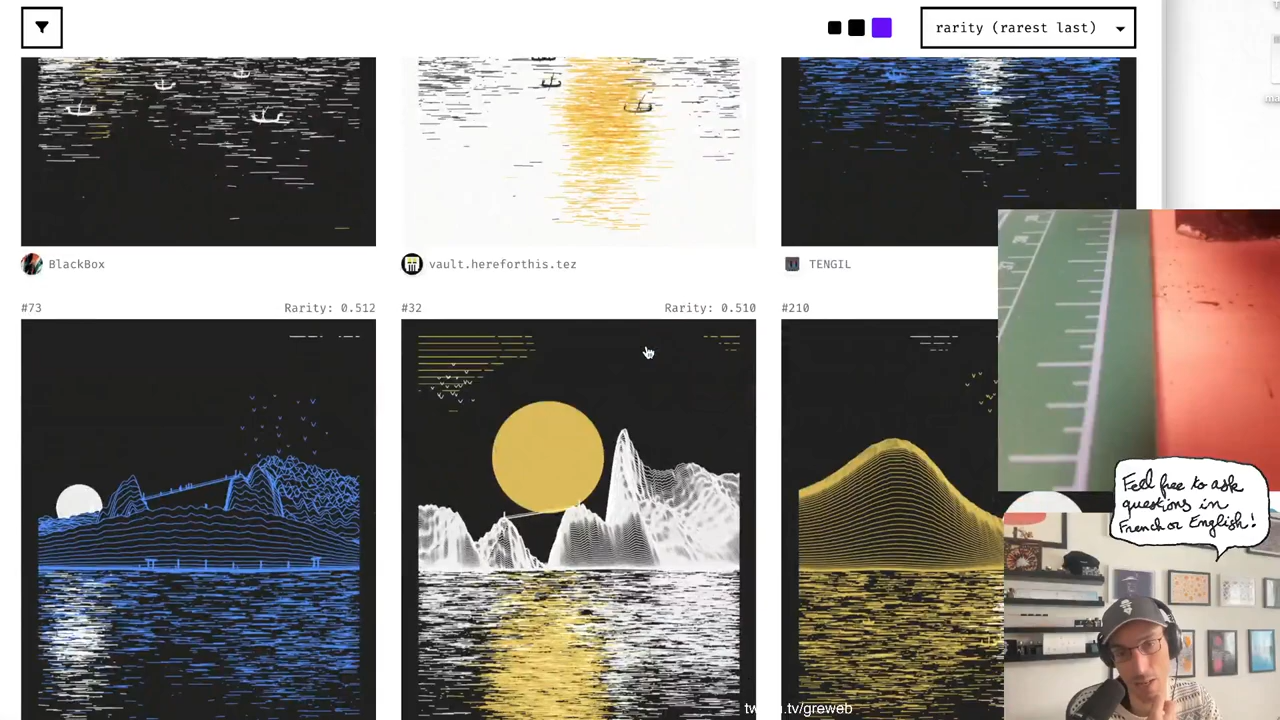 rarity (rarest last)
BlackBox
vault.hereforthis.tez
TENGIL
#73
Rarity: 0.512
#32
Rarity: 0.510
#210
Feel free to ask
questions in
French or English!
twitch.tv/greweb